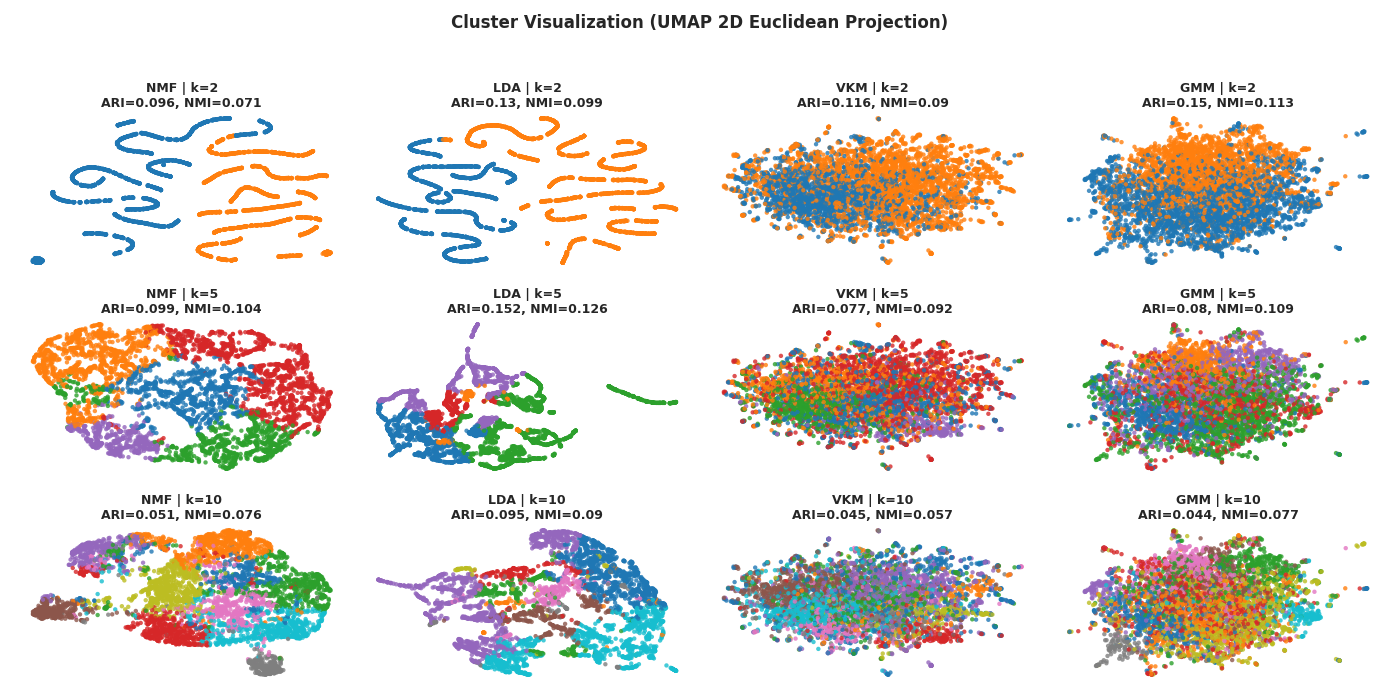 Cluster Visualization (UMAP 2D Euclidean Projection)
NMF | k=2
ARI=0.096, NMI=0.071
LDA | k=2
ARI=0.13, NMI=0.099
VKM | k=2
ARI=0.116, NMI=0.09
GMM | k=2
ARI=0.15, NMI=0.113
NMF | k=5
ARI=0.099, NMI=0.104
LDA | k=5
ARI=0.152, NMI=0.126
VKM | k=5
ARI=0.077, NMI=0.092
GMM | k=5
ARI=0.08, NMI=0.109
NMF | k=10
ARI=0.051, NMI=0.076
LDA | k=10
ARI=0.095, NMI=0.09
VKM | k=10
ARI=0.045, NMI=0.057
GMM | k=10
ARI=0.044, NMI=0.077